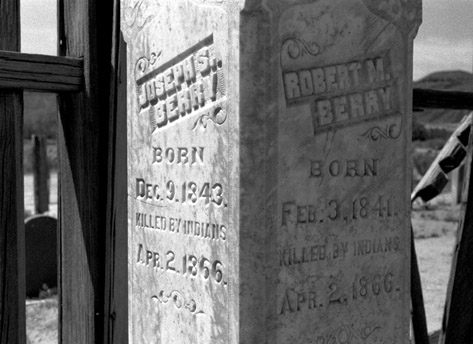 JOSEPH S.
BERRY
BORN
DEC. 9, 1843.
KILLED BY INDIANS
APR. 2, 1866.
ROBERT M.
BERRY
BORN
FEB. 3, 1841.
KILLED BY INDIANS
APR. 2, 1866.